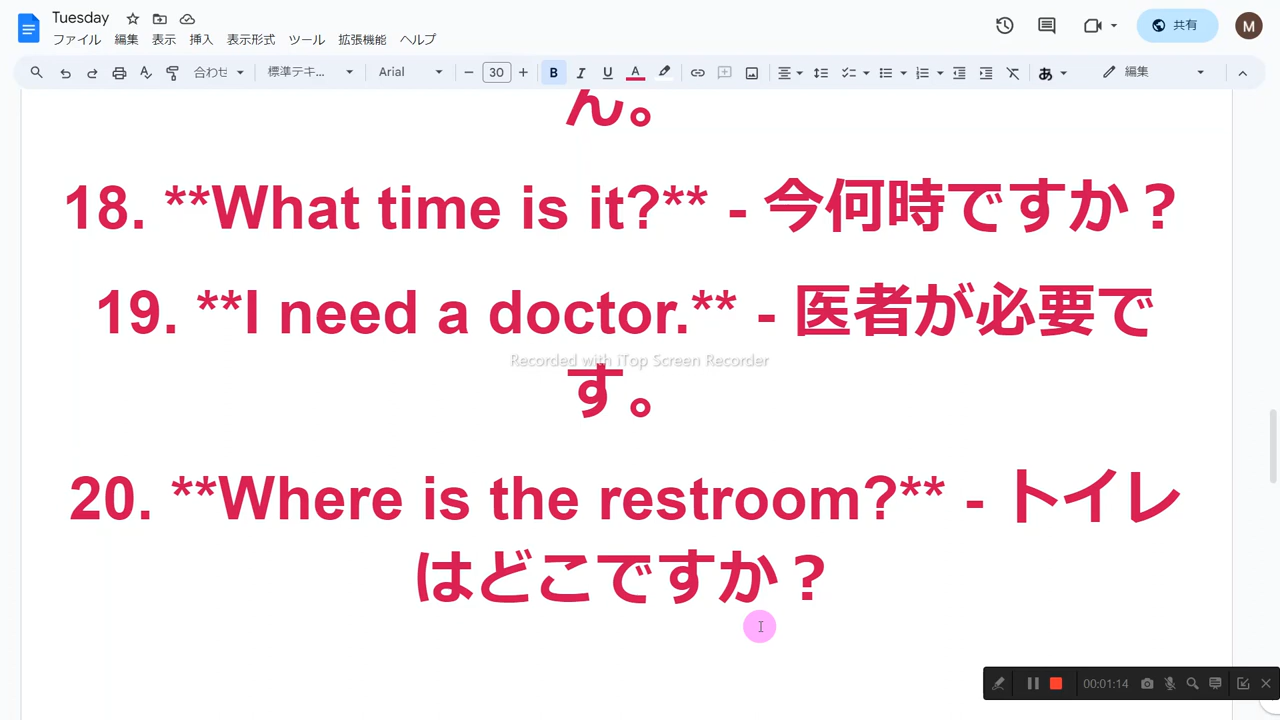 Tuesday
ファイル 編集 表示 挿入 表示形式 ツール 拡張機能 ヘルプ
共有
M
合わせ 標準テキ... Arial 30 B I U A あ 編集
ん。
18. **What time is it?** - 今何時ですか？
19. **I need a doctor.** - 医者が必要で
す。
Recorded with iTop Screen Recorder
20. **Where is the restroom?** - トイレ
はどこですか？
00:01:14